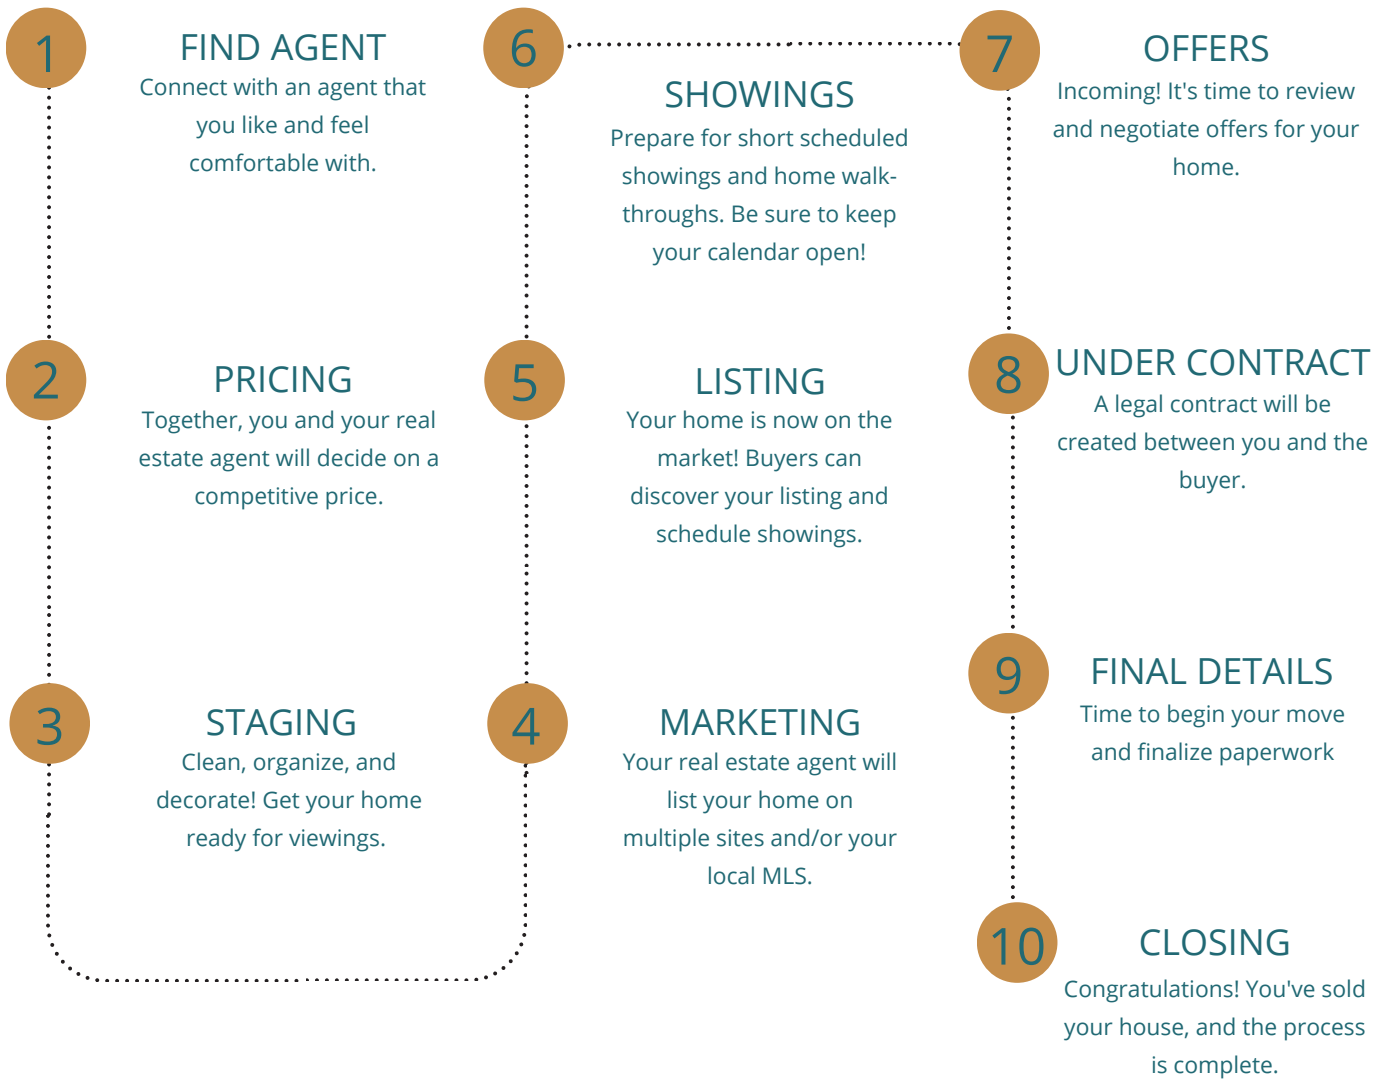 1
FIND AGENT
Connect with an agent that
you like and feel
comfortable with.
2
PRICING
Together, you and your real
estate agent will decide on a
competitive price.
3
STAGING
Clean, organize, and
decorate! Get your home
ready for viewings.
4
MARKETING
Your real estate agent will
list your home on
multiple sites and/or your
local MLS.
5
LISTING
Your home is now on the
market! Buyers can
discover your listing and
schedule showings.
6
SHOWINGS
Prepare for short scheduled
showings and home walk-
throughs. Be sure to keep
your calendar open!
7
OFFERS
Incoming! It's time to review
and negotiate offers for your
home.
8
UNDER CONTRACT
A legal contract will be
created between you and the
buyer.
9
FINAL DETAILS
Time to begin your move
and finalize paperwork
10
CLOSING
Congratulations! You've sold
your house, and the process
is complete.